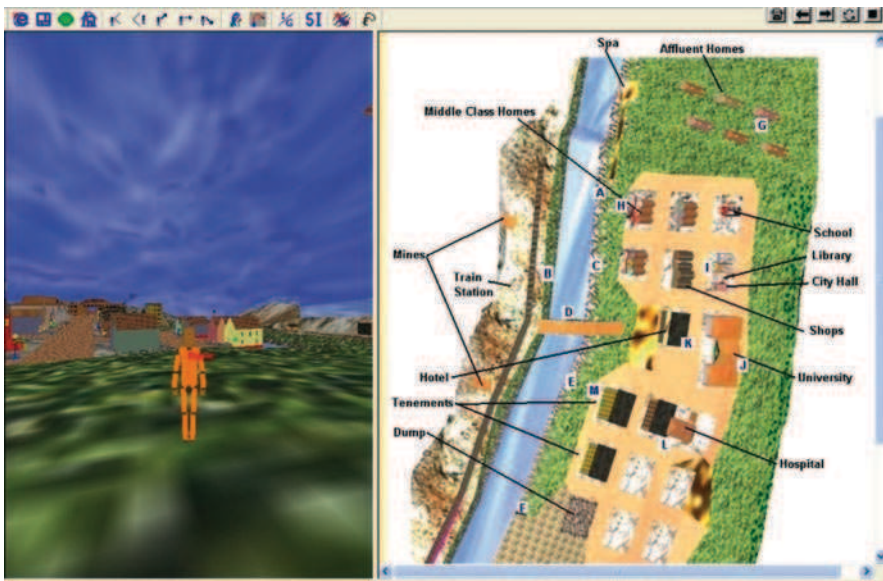 SI
Spa
Affluent Homes
Middle Class Homes
G
A
H
School
Mines
Library
I
City Hall
B
C
Train
Station
D
Shops
K
J
Hotel
University
E
M
Tenements
Dump
L
Hospital